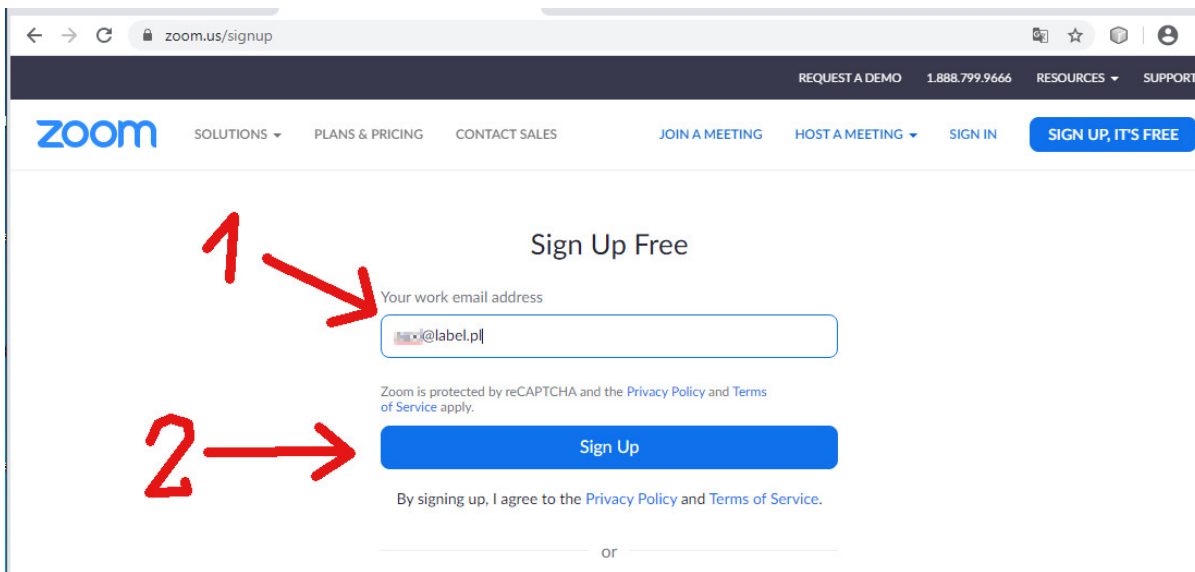 zoom.us/signup
REQUEST A DEMO 1.888.799.9666 RESOURCES SUPPORT
zoom SOLUTIONS PLANS & PRICING CONTACT SALES JOIN A MEETING HOST A MEETING SIGN IN SIGN UP, IT'S FREE
1
Sign Up Free
Your work email address
@label.pl
Zoom is protected by reCAPTCHA and the Privacy Policy and Terms
of Service apply.
2
Sign Up
By signing up, I agree to the Privacy Policy and Terms of Service.
or